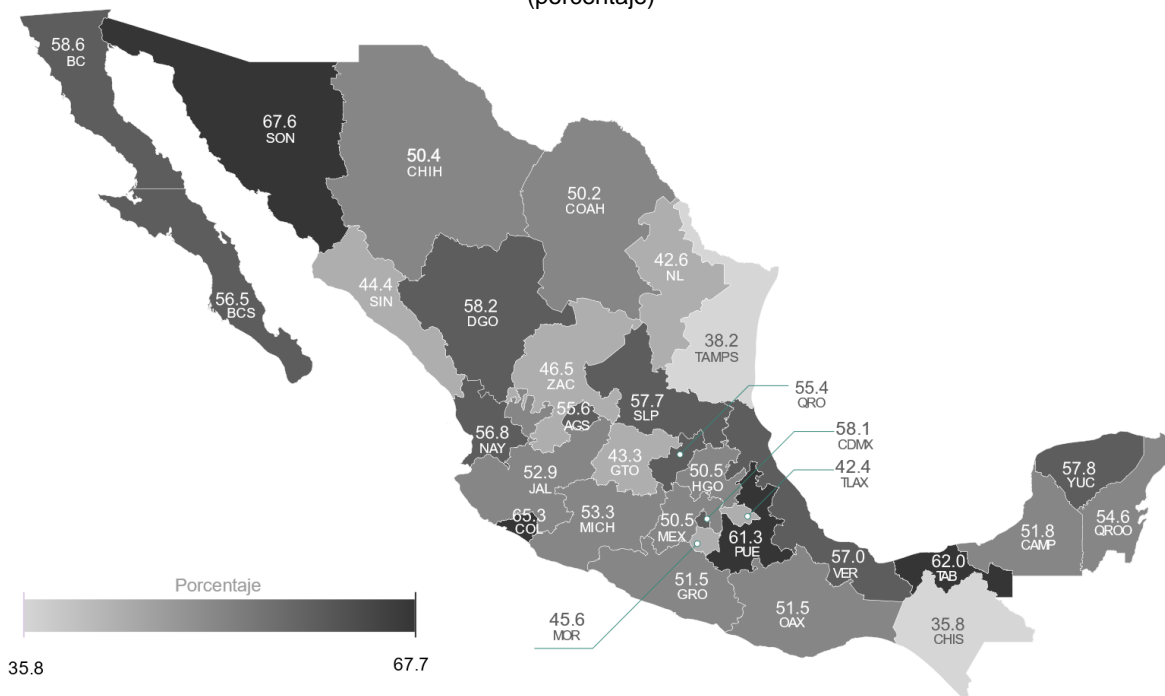 (porcentaje)
58.6
BC
67.6
SON
50.4
CHIH
50.2
COAH
42.6
NL
44.4
SIN
56.5
BCS
58.2
DGO
38.2
TAMPS
46.5
ZAC
55.4
QRO
55.6
AGS
57.7
SLP
56.8
NAY
58.1
CDMX
43.3
GTO
50.5
HGO
42.4
TLAX
52.9
JAL
57.8
YUC
65.3
COL
53.3
MICH
50.5
MEX
61.3
PUE
54.6
QROO
51.8
CAMP
57.0
VER
62.0
TAB
51.5
GRO
51.5
OAX
45.6
MOR
35.8
CHIS
Porcentaje
35.8
67.7